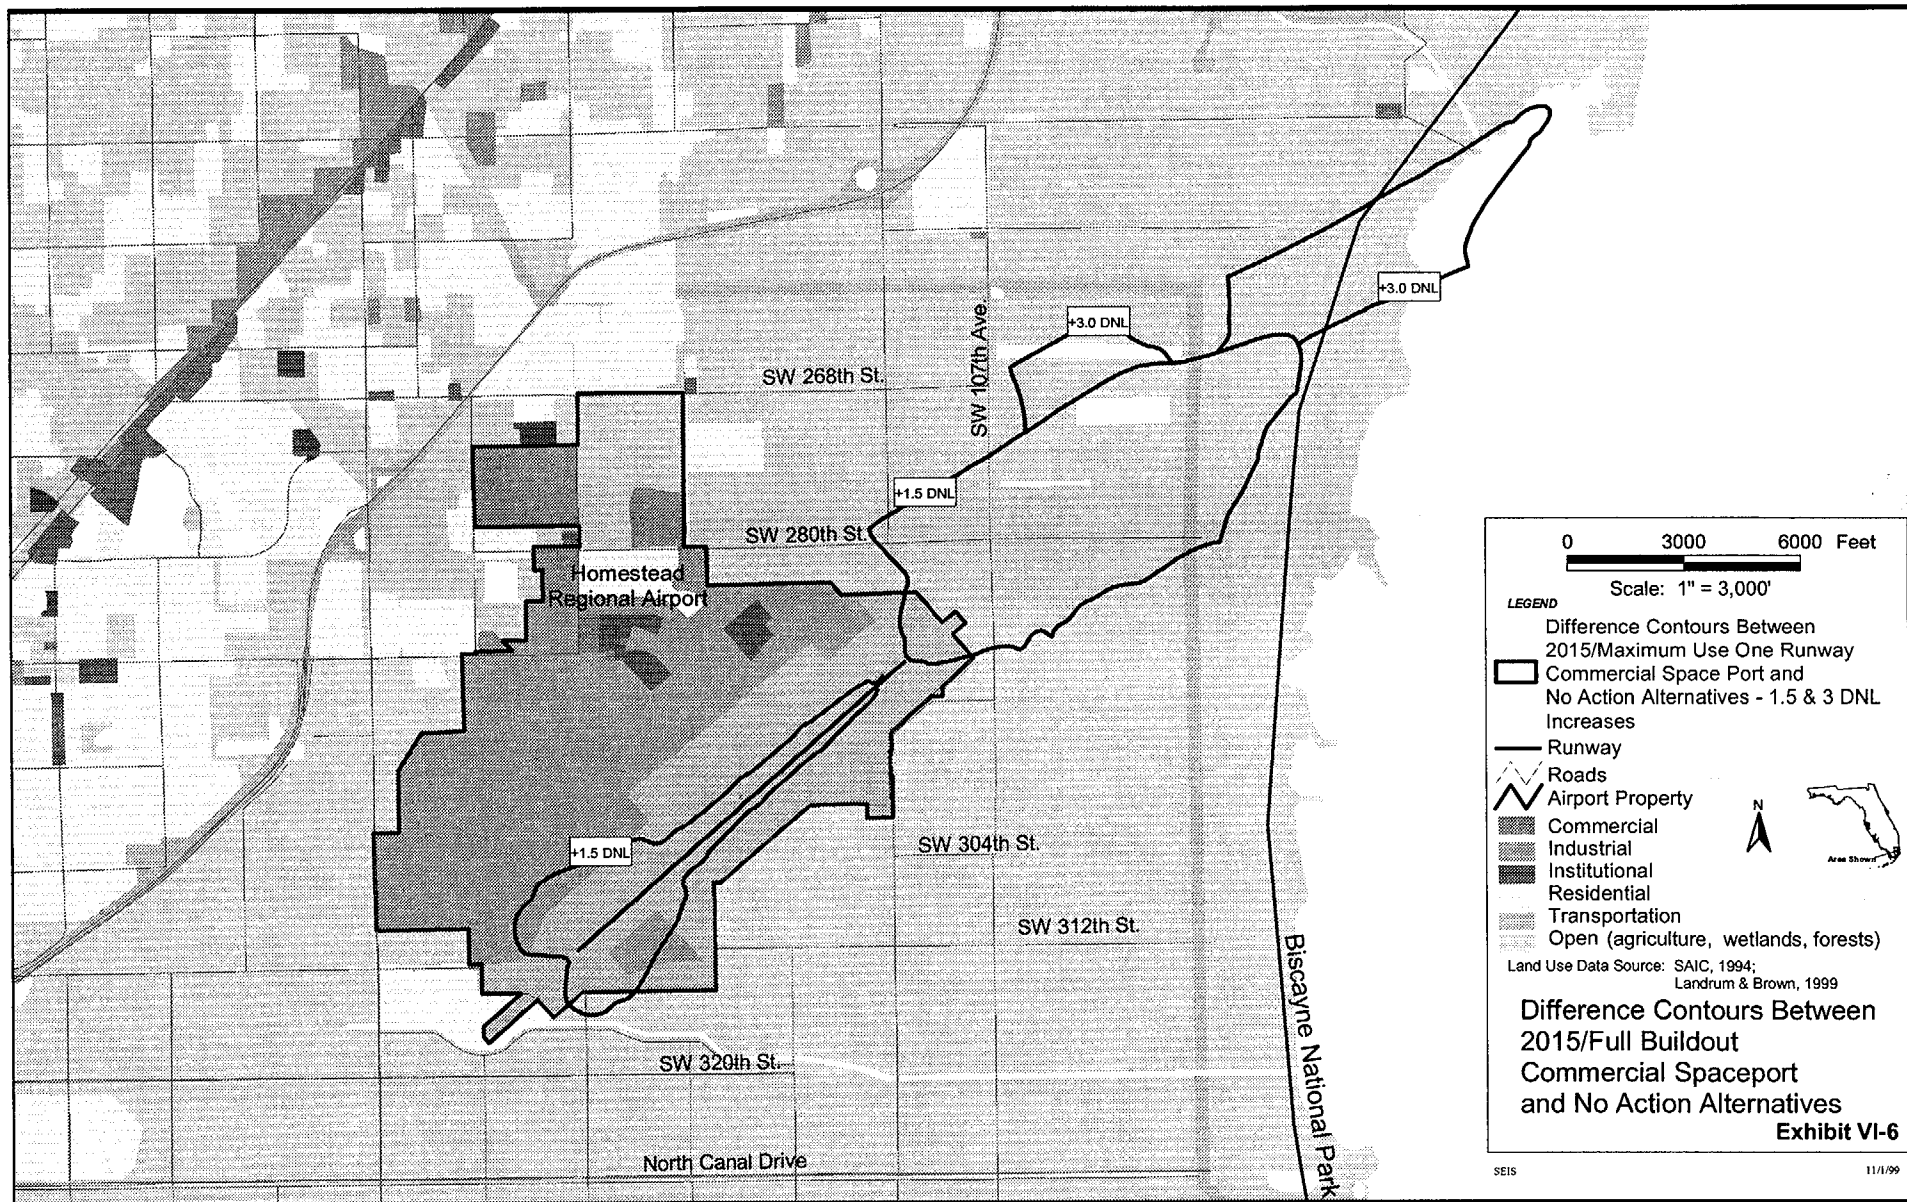 +3.0 DNL
+3.0 DNL
SW 107th Ave.
SW 268th St.
+1.5 DNL
SW 280th St.
Homestead
Regional Airport
+1.5 DNL
SW 304th St.
SW 312th St.
SW 320th St.
North Canal Drive
Biscayne National Park
0 3000 6000 Feet
Scale: 1" = 3,000'
LEGEND
Difference Contours Between
2015/Maximum Use One Runway
Commercial Space Port and
No Action Alternatives - 1.5 & 3 DNL
Increases
Runway
Roads
Airport Property
Commercial
Industrial
Institutional
Residential
Transportation
Open (agriculture, wetlands, forests)
N
Area Shown
Land Use Data Source: SAIC, 1994;
Landrum & Brown, 1999
Difference Contours Between
2015/Full Buildout
Commercial Spaceport
and No Action Alternatives
Exhibit VI-6
SEIS 11/1/99